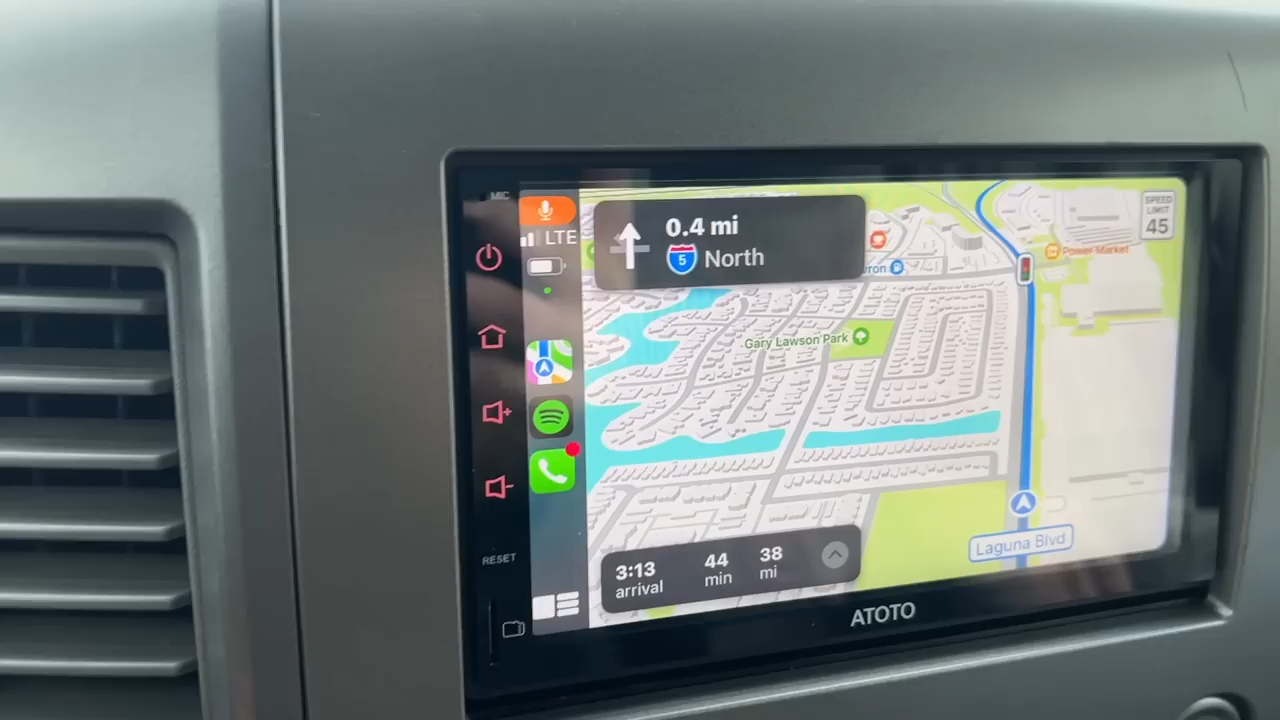 MIC
LTE
0.4 mi
5 North
SPEED
LIMIT
45
Power Market
vron
Gary Lawson Park
Laguna Blvd
3:13 44 38
arrival min mi
RESET
ATOTO